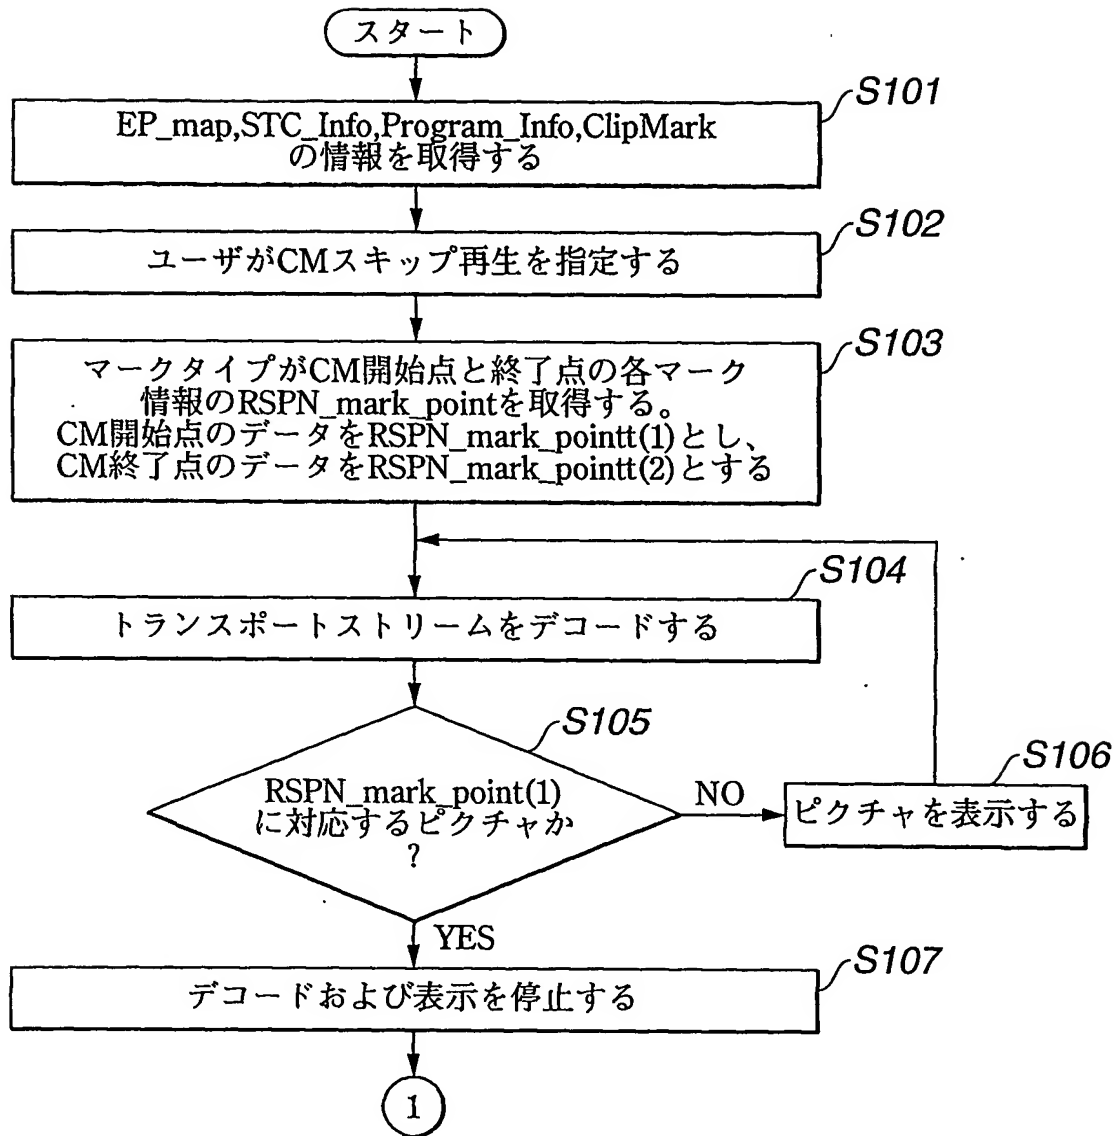 スタート
S101
EP_map,STC_Info,Program_Info,ClipMark
の情報を取得する
S102
ユーザがCMスキップ再生を指定する
S103
マークタイプがCM開始点と終了点の各マーク
情報のRSPN_mark_pointを取得する。
CM開始点のデータをRSPN_mark_pointt(1)とし、
CM終了点のデータをRSPN_mark_pointt(2)とする
S104
トランスポートストリームをデコードする
S105
RSPN_mark_point(1)
に対応するピクチャか
?
NO
S106
ピクチャを表示する
YES
S107
デコードおよび表示を停止する
1